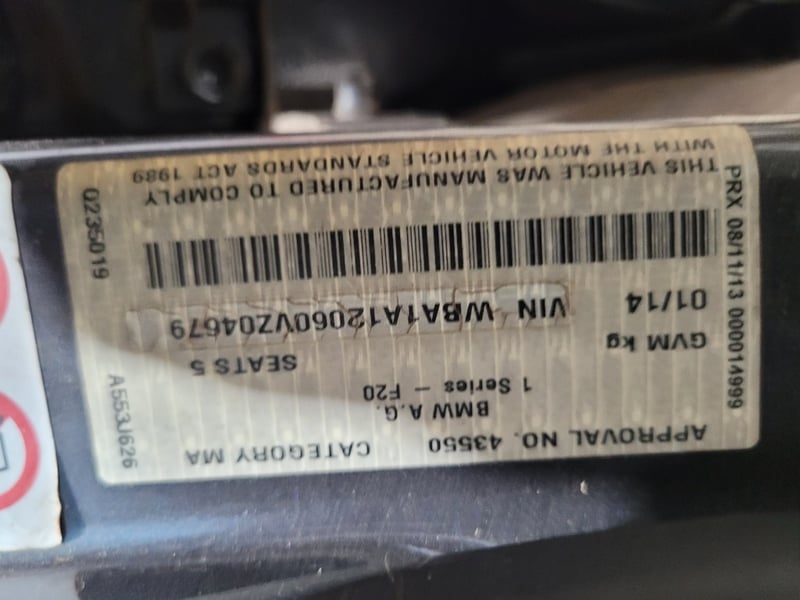 APPROVAL NO. 43550 CATEGORY MA
BMW A.G.
1 Series – F20
SEATS 5
GVM kg
01/14 VIN WBA1A12060VZ04679
THIS VEHICLE WAS MANUFACTURED TO COMPLY
WITH THE MOTOR VEHICLE STANDARDS ACT 1989
PRX 08/11/13 000014999
A553J626
0235019